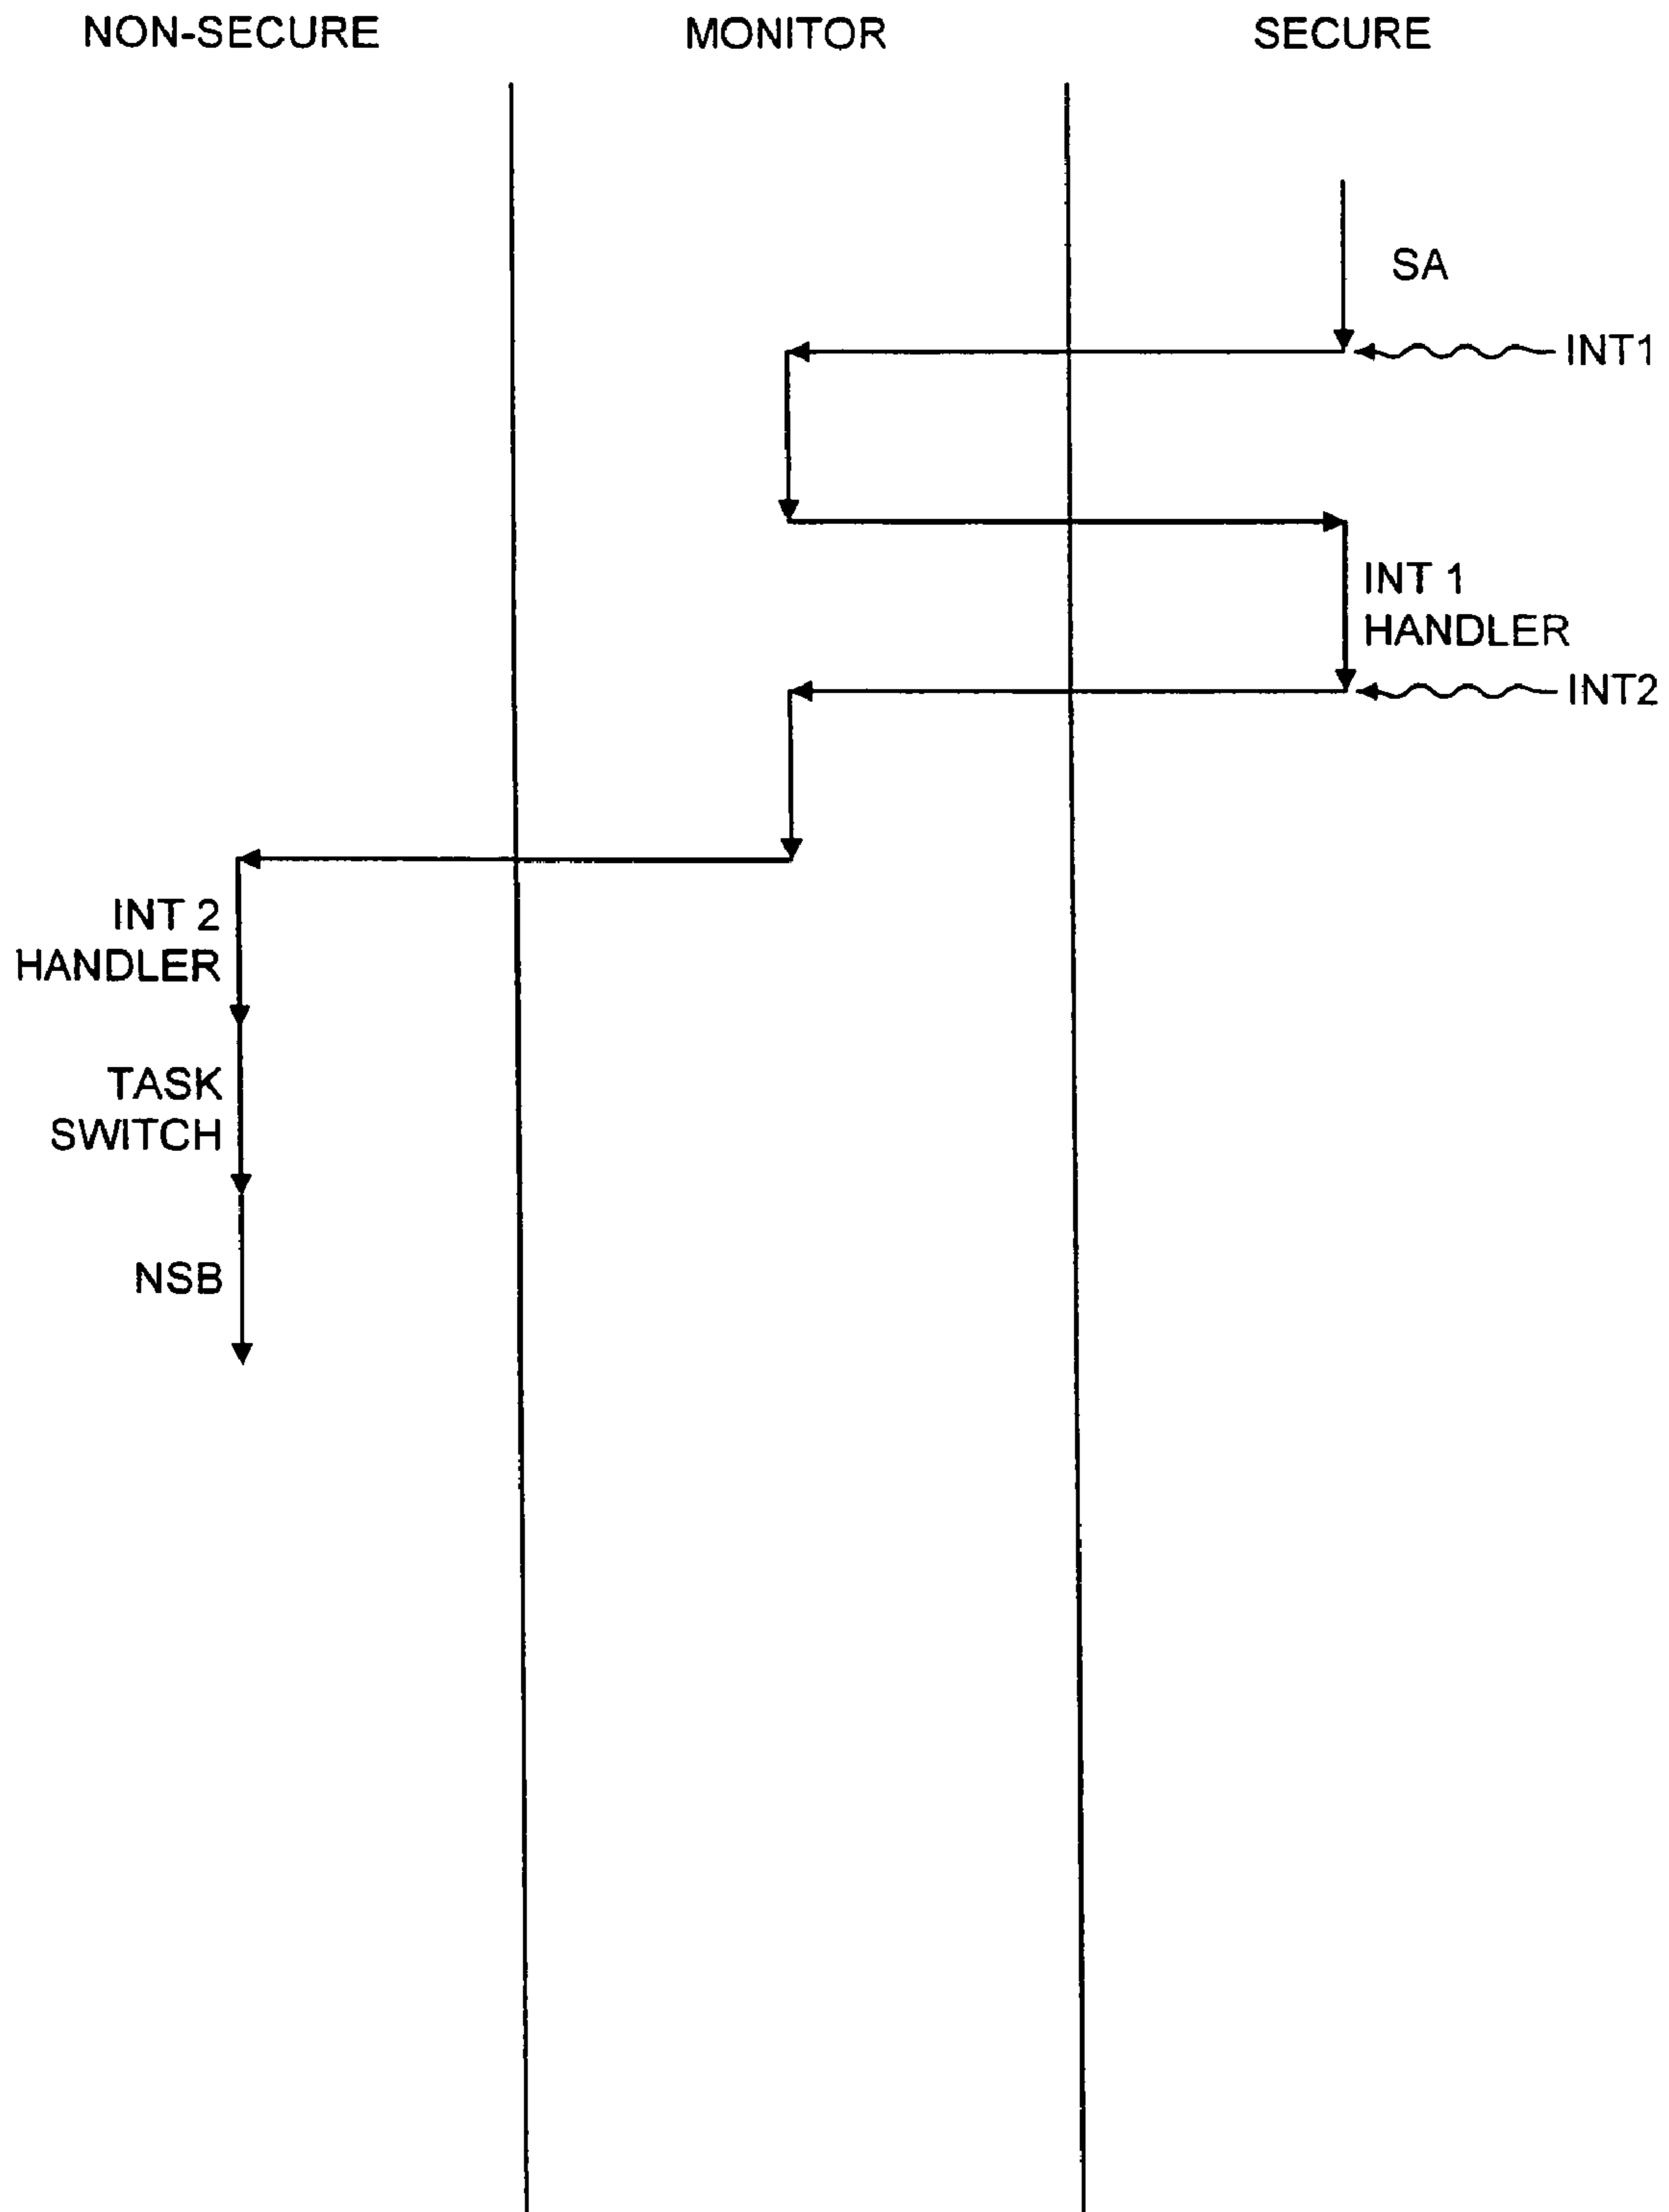 NON-SECURE
MONITOR
SECURE
SA
INT1
INT 1
HANDLER
INT2
INT 2
HANDLER
TASK
SWITCH
NSB